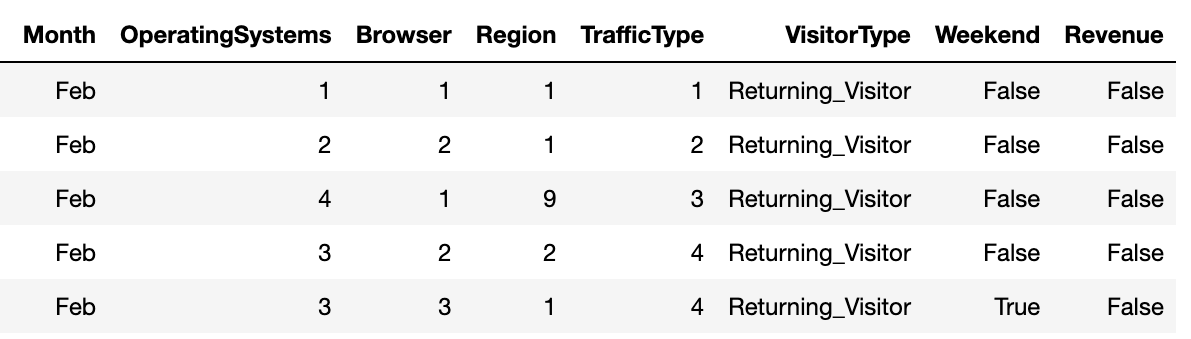 Month OperatingSystems Browser Region TrafficType VisitorType Weekend Revenue
Feb 1 1 1 1 Returning_Visitor False False
Feb 2 2 1 2 Returning_Visitor False False
Feb 4 1 9 3 Returning_Visitor False False
Feb 3 2 2 4 Returning_Visitor False False
Feb 3 3 1 4 Returning_Visitor True False